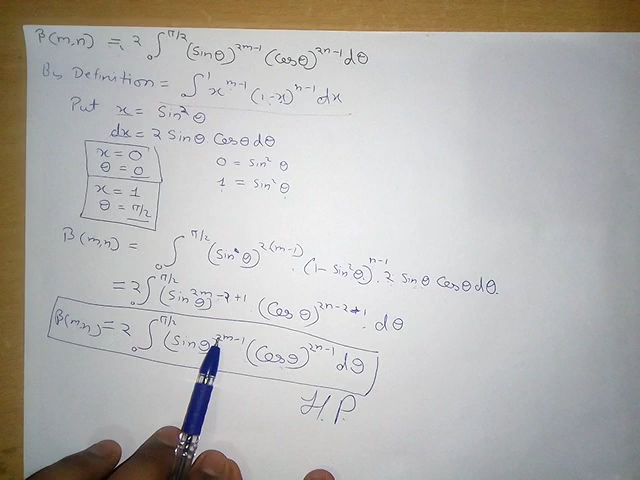 β(m,n) = 2 ∫₀^π/2 (sinθ)^2m-1 (cosθ)^2n-1 dθ
By Definition = ∫₀^1 x^m-1 (1-x)^n-1 dx
Put x = sin²θ
dx = 2 sinθ cosθ dθ
x = 0 0 = sin²θ
θ = 0
x = 1 1 = sin²θ
θ = π/2
β(m,n) = ∫₀^π/2 (sinθ)^2(m-1) . (1-sin²θ)^n-1 . 2 sinθ cosθ dθ.
= 2 ∫₀^π/2 (sinθ)^2m-2+1 . (cosθ)^2n-2+1 . dθ
β(m,n) = 2 ∫₀^π/2 (sinθ)^2m-1 (cosθ)^2n-1 dθ
H.P.